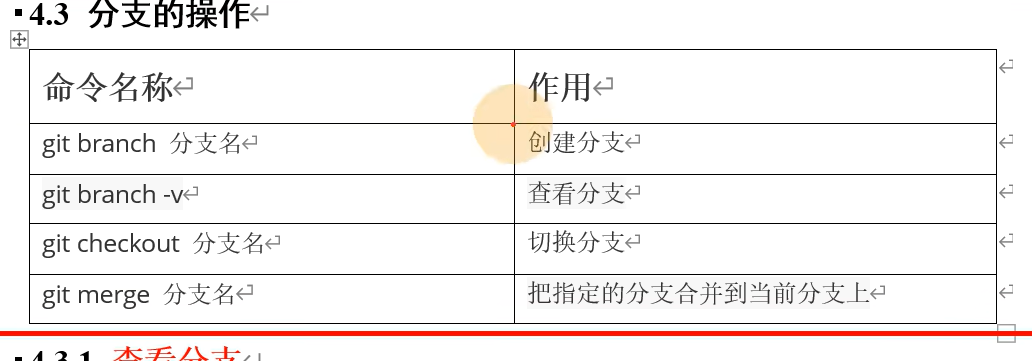 4.3 分支的操作
命令名称 作用
git branch 分支名 创建分支
git branch -v 查看分支
git checkout 分支名 切换分支
git merge 分支名 把指定的分支合并到当前分支上
4.3.1 查看分支